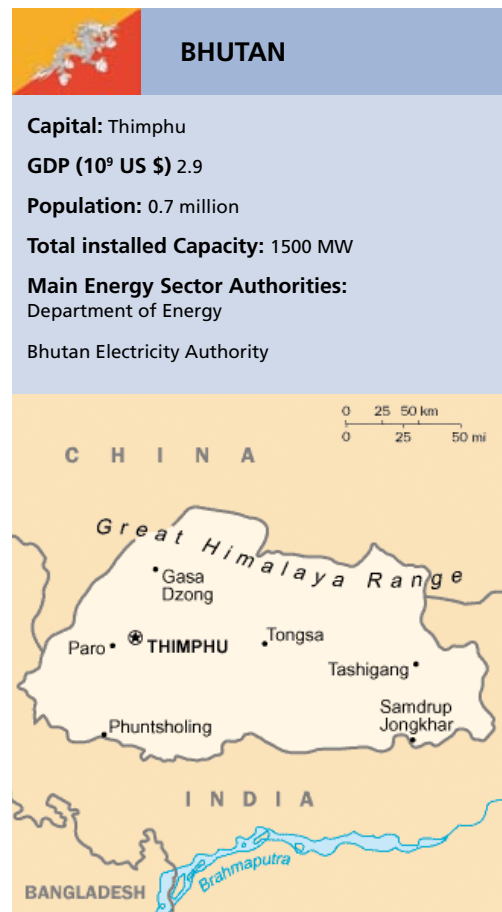 BHUTAN
Capital: Thimphu
GDP (10⁹ US $) 2.9
Population: 0.7 million
Total installed Capacity: 1500 MW
Main Energy Sector Authorities:
Department of Energy
Bhutan Electricity Authority
0 25 50 km
0 25 50 mi
CHINA
Great Himalaya Range
Gasa
Dzong
Paro
THIMPHU
Tongsa
Tashigang
Samdrup
Jongkhar
Phuntsholing
INDIA
Brahmaputra
BANGLADESH